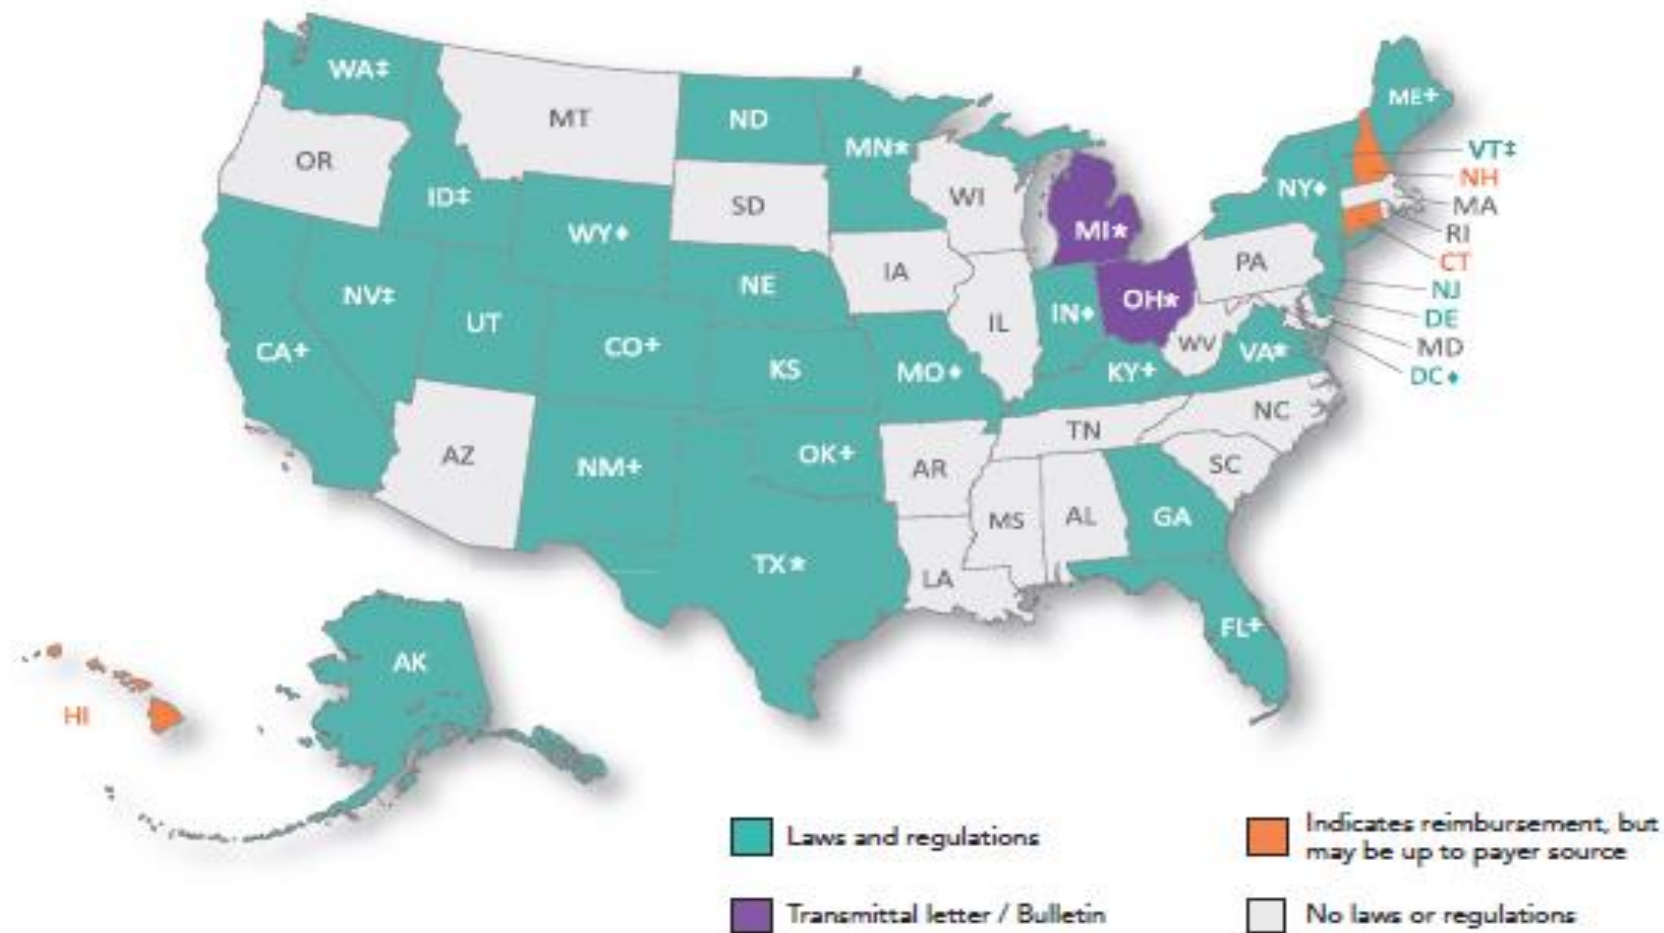 WA‡
MT
ND
MN*
ME+
OR
ID‡
WY♦
SD
WI
MI*
NY♦
VT‡
NH
MA
RI
CT
NJ
DE
MD
DC♦
NV‡
UT
NE
IA
IL
IN♦
OH*
PA
CA+
CO+
KS
MO♦
KY+
WV
VA*
AZ
NM+
OK+
AR
TN
NC
SC
MS
AL
GA
TX*
LA
FL+
AK
HI
Laws and regulations
Transmittal letter / Bulletin
Indicates reimbursement, but
may be up to payer source
No laws or regulations